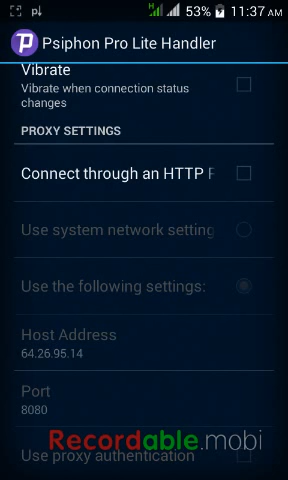 53% 11:37 AM
Psiphon Pro Lite Handler
Vibrate
Vibrate when connection status
changes
PROXY SETTINGS
Connect through an HTTP
Use system network setting
Use the following settings:
Host Address
64.26.95.14
Port
8080
Recordable.mobi
Use proxy authentication